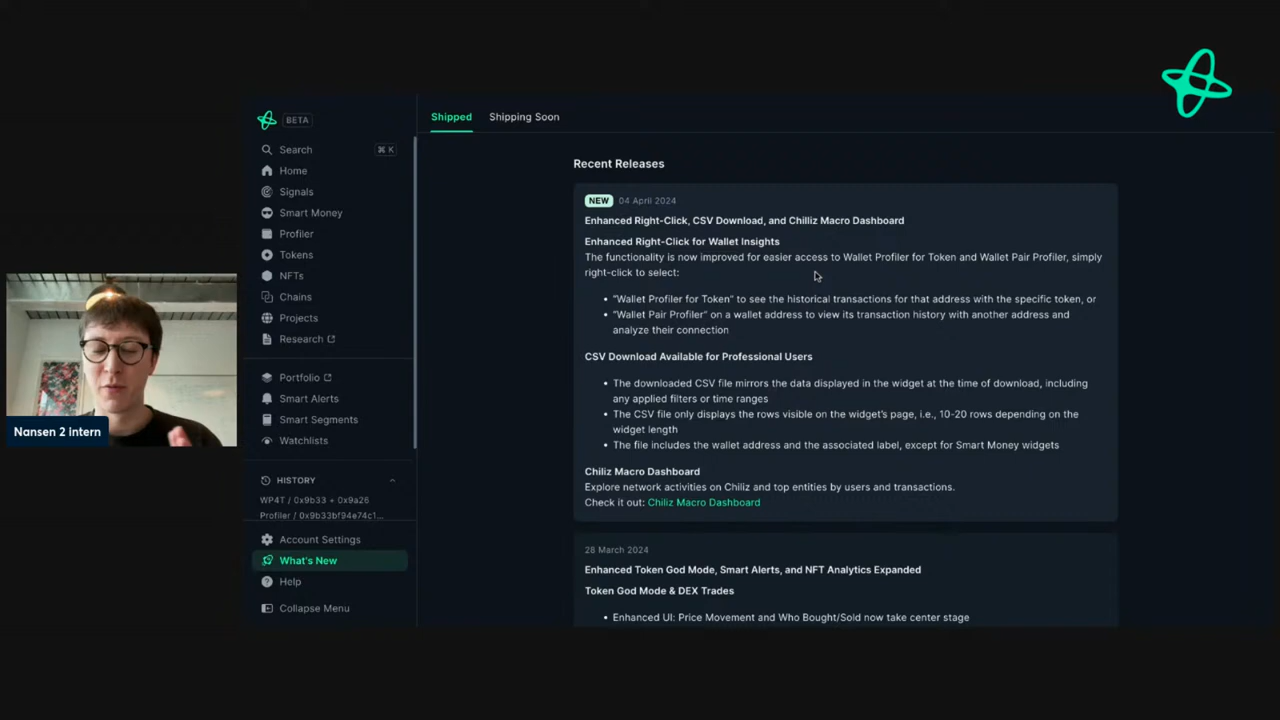 BETA
Search
⌘ K
Home
Signals
Smart Money
Profiler
Tokens
NFTs
Chains
Projects
Research
Portfolio
Smart Alerts
Smart Segments
Watchlists
HISTORY
WP4T / 0x9b33 + 0x9a26
Profiler / 0x9b33bf94e74c1...
Account Settings
What's New
Help
Collapse Menu
Nansen 2 Intern
Shipped
Shipping Soon
Recent Releases
NEW 04 April 2024
Enhanced Right-Click, CSV Download, and Chilliz Macro Dashboard
Enhanced Right-Click for Wallet Insights
The functionality is now improved for easier access to Wallet Profiler for Token and Wallet Pair Profiler, simply
right-click to select:
• "Wallet Profiler for Token" to see the historical transactions for that address with the specific token, or
• "Wallet Pair Profiler" on a wallet address to view its transaction history with another address and
analyze their connection
CSV Download Available for Professional Users
• The downloaded CSV file mirrors the data displayed in the widget at the time of download, including
any applied filters or time ranges
• The CSV file only displays the rows visible on the widget's page, i.e., 10-20 rows depending on the
widget length
• The file includes the wallet address and the associated label, except for Smart Money widgets
Chiliz Macro Dashboard
Explore network activities on Chiliz and top entities by users and transactions.
Check it out: Chiliz Macro Dashboard
28 March 2024
Enhanced Token God Mode, Smart Alerts, and NFT Analytics Expanded
Token God Mode & DEX Trades
• Enhanced UI: Price Movement and Who Bought/Sold now take center stage